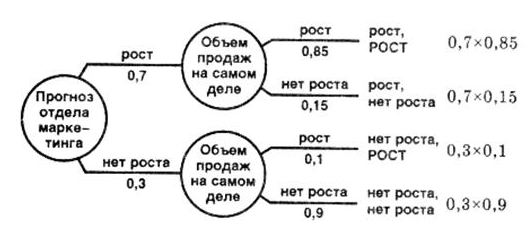 Прогноз
отдела
марке-
тинга
рост
0,7
нет роста
0,3
Объем
продаж
на самом
деле
рост
0,85
рост,
РОСТ
0,7×0,85
нет роста
0,15
рост,
нет роста
0,7×0,15
Объем
продаж
на самом
деле
рост
0,1
нет роста,
РОСТ
0,3×0,1
нет роста
0,9
нет роста,
нет роста
0,3×0,9